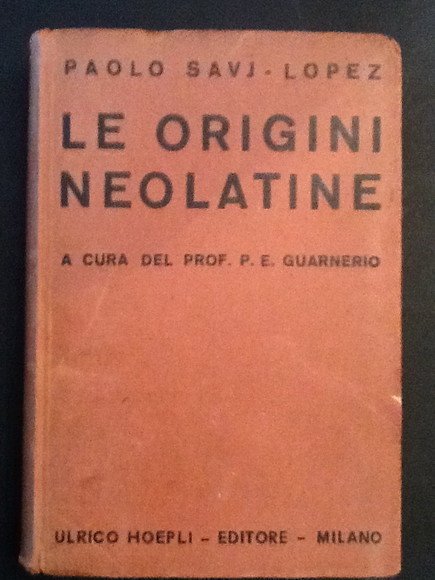 PAOLO SAVJ - LOPEZ
LE ORIGINI
NEOLATINE
A CURA DEL PROF. P. E. GUARNERIO
ULRICO HOEPLI - EDITORE - MILANO